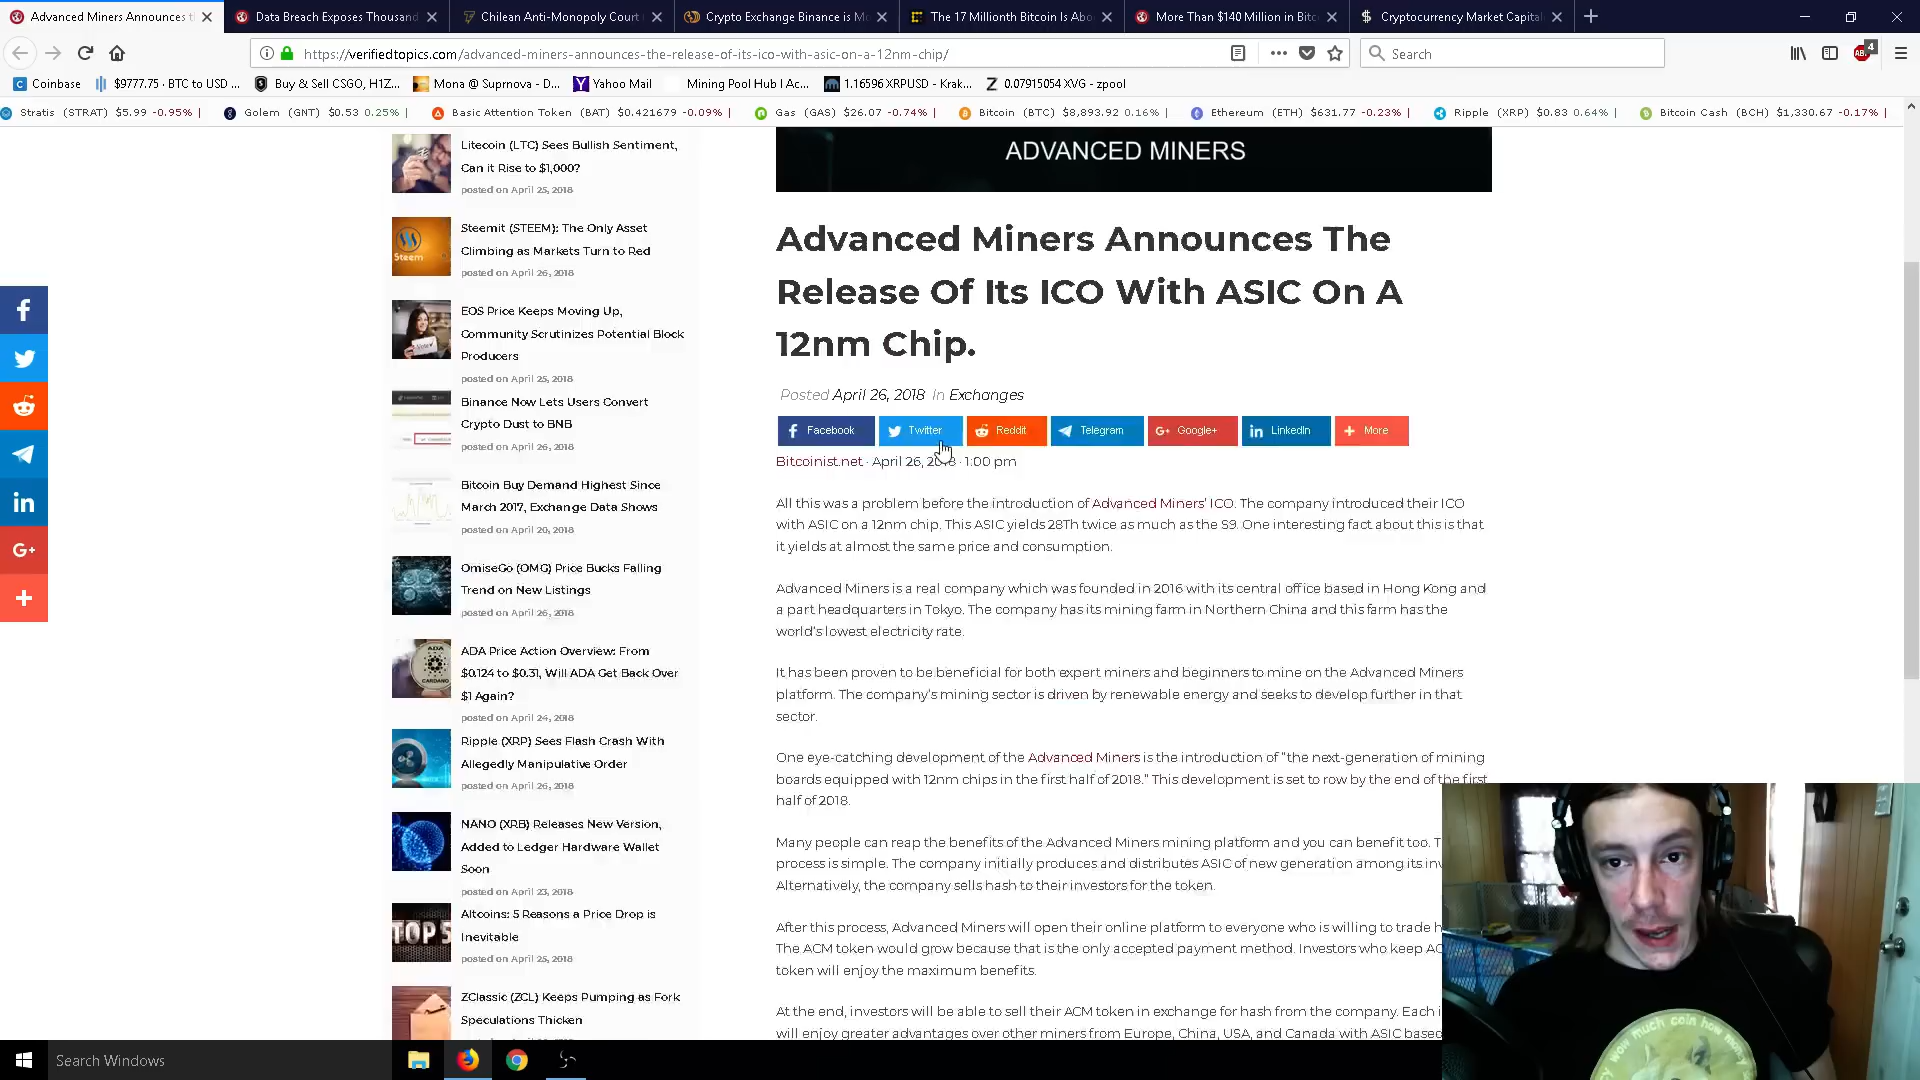 Advanced Miners Announces t
Data Breach Exposes Thousand
Chilean Anti-Monopoly Court
Crypto Exchange Binance is Mo
The 17 Millionth Bitcoin Is Abo
More Than $140 Million in Bitc
Cryptocurrency Market Capital
https://verifiedtopics.com/advanced-miners-announces-the-release-of-its-ico-with-asic-on-a-12nm-chip/
Search
4
Coinbase
$9777.75 · BTC to USD ...
Buy & Sell CSGO, H1Z...
Mona @ Suprnova - D...
Yahoo Mail
Mining Pool Hub | Ac...
1.16596 XRPUSD - Krak...
0.07915054 XVG - zpool
Stratis (STRAT) $5.99 -0.95% |
Golem (GNT) $0.53 0.25% |
Basic Attention Token (BAT) $0.421679 -0.09% |
Gas (GAS) $26.07 -0.74% |
Bitcoin (BTC) $8,893.92 0.16% |
Ethereum (ETH) $631.77 -0.23% |
Ripple (XRP) $0.83 0.64% |
Bitcoin Cash (BCH) $1,330.67 -0.17% |
Litecoin (LTC) Sees Bullish Sentiment,
Can it Rise to $1,000?
posted on April 25, 2018
Steemit (STEEM): The Only Asset
Climbing as Markets Turn to Red
posted on April 26, 2018
EOS Price Keeps Moving Up,
Community Scrutinizes Potential Block
Producers
posted on April 25, 2018
Binance Now Lets Users Convert
Crypto Dust to BNB
posted on April 26, 2018
Bitcoin Buy Demand Highest Since
March 2017, Exchange Data Shows
posted on April 20, 2018
OmiseGo (OMG) Price Bucks Falling
Trend on New Listings
posted on April 26, 2018
ADA Price Action Overview: From
$0.124 to $0.31, Will ADA Get Back Over
$1 Again?
posted on April 24, 2018
Ripple (XRP) Sees Flash Crash With
Allegedly Manipulative Order
posted on April 26, 2018
NANO (XRB) Releases New Version,
Added to Ledger Hardware Wallet
Soon
posted on April 23, 2018
TOP 5
Altcoins: 5 Reasons a Price Drop is
Inevitable
posted on April 25, 2018
ZClassic (ZCL) Keeps Pumping as Fork
Speculations Thicken
ADVANCED MINERS
Advanced Miners Announces The
Release Of Its ICO With ASIC On A
12nm Chip.
Posted April 26, 2018 In Exchanges
Facebook
Twitter
Reddit
Telegram
Google+
LinkedIn
More
Bitcoinist.net · April 26, 2018 · 1:00 pm
All this was a problem before the introduction of Advanced Miners' ICO. The company introduced their ICO
with ASIC on a 12nm chip. This ASIC yields 28Th twice as much as the S9. One interesting fact about this is that
it yields at almost the same price and consumption.
Advanced Miners is a real company which was founded in 2016 with its central office based in Hong Kong and
a part headquarters in Tokyo. The company has its mining farm in Northern China and this farm has the
world's lowest electricity rate.
It has been proven to be beneficial for both expert miners and beginners to mine on the Advanced Miners
platform. The company's mining sector is driven by renewable energy and seeks to develop further in that
sector.
One eye-catching development of the Advanced Miners is the introduction of "the next-generation of mining
boards equipped with 12nm chips in the first half of 2018." This development is set to row by the end of the first
half of 2018.
Many people can reap the benefits of the Advanced Miners mining platform and you can benefit too. T
process is simple. The company initially produces and distributes ASIC of new generation among its inv
Alternatively, the company sells hash to their investors for the token.
After this process, Advanced Miners will open their online platform to everyone who is willing to trade h
The ACM token would grow because that is the only accepted payment method. Investors who keep AC
token will enjoy the maximum benefits.
At the end, investors will be able to sell their ACM token in exchange for hash from the company. Each i
will enjoy greater advantages over other miners from Europe, China, USA, and Canada with ASIC based
much coin how m
Search Windows